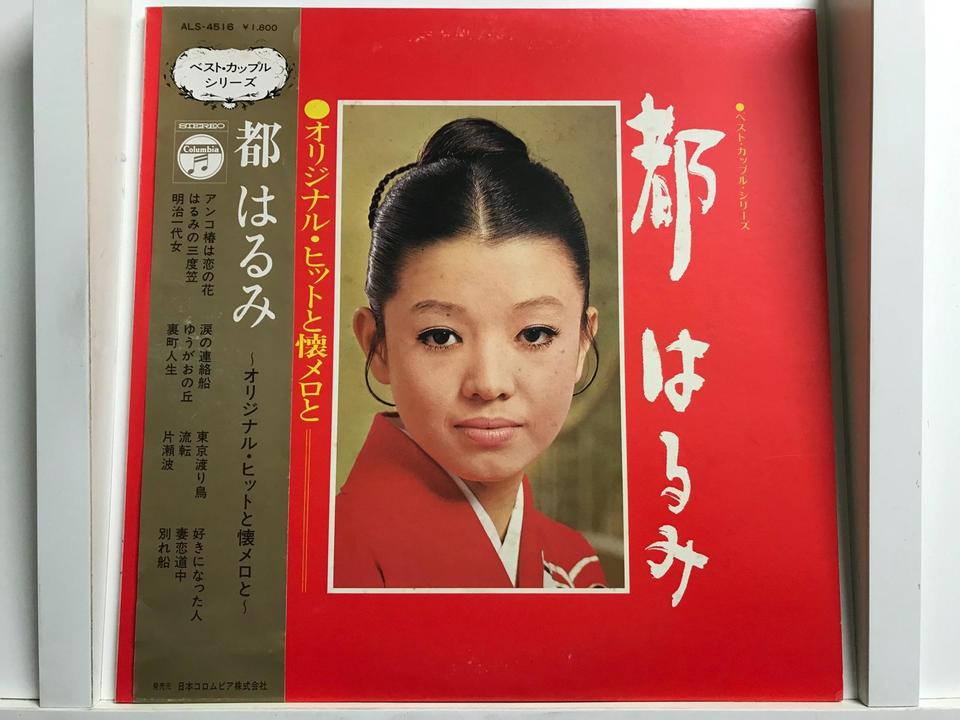 ALS-4516 ¥1,800
ベスト・カップル
シリーズ
STEREO
Columbia
都 はるみ
〜オリジナル・ヒットと懐メロと〜
アンコ椿は恋の花
はるみの三度笠
明治一代女
涙の連絡船
ゆうがおの丘
裏町人生
東京渡り鳥
流転
片瀬波
好きになった人
妻恋道中
別れ船
発売元 日本コロムビア株式会社
●オリジナル・ヒットと懐メロと
都 はるみ
●ベスト・カップル・シリーズ